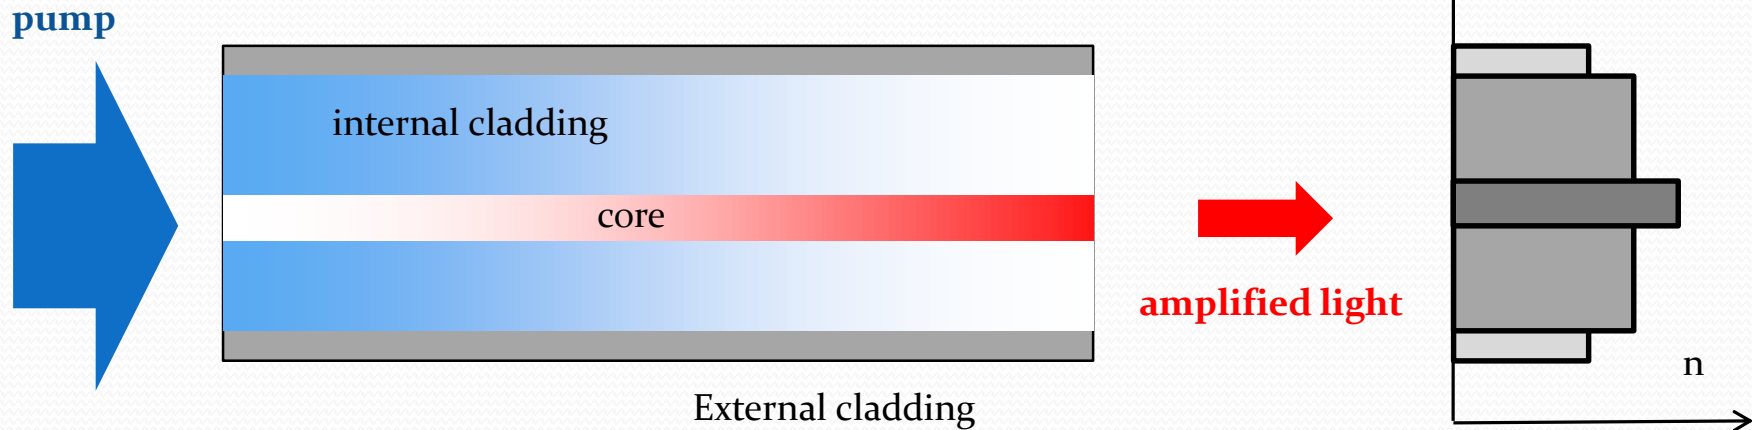 pump
internal cladding
core
amplified light
n
External cladding